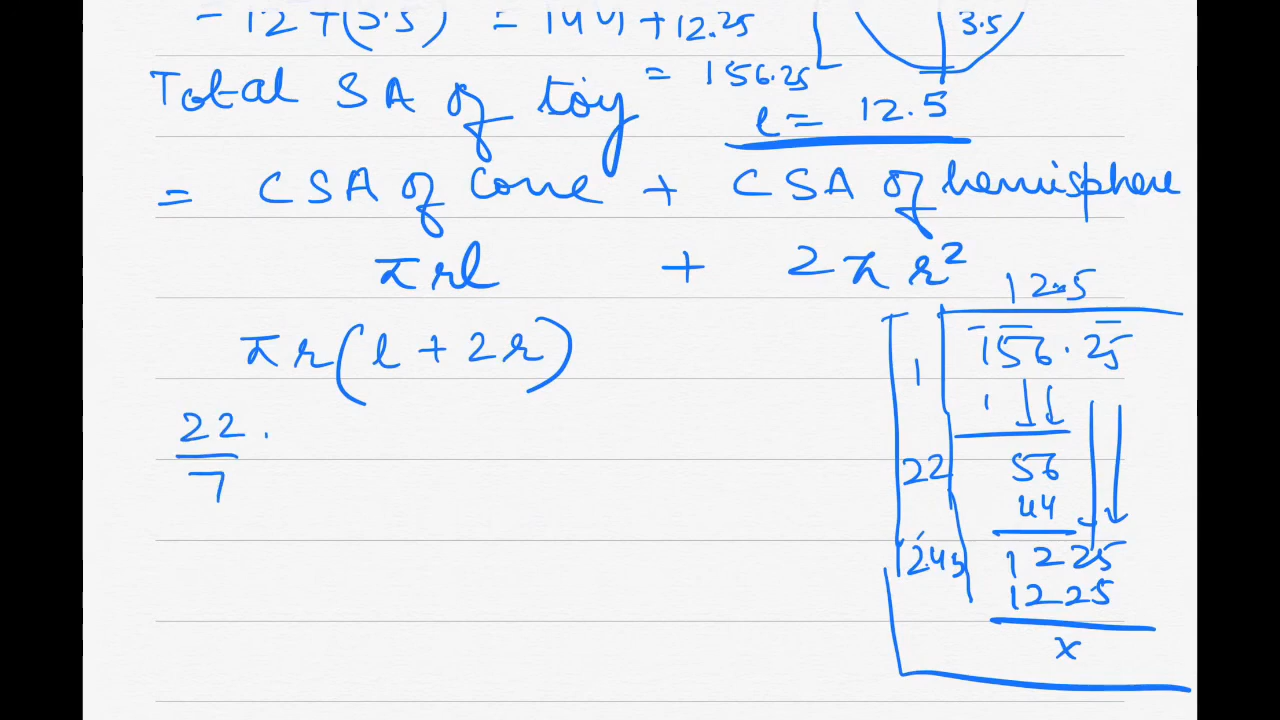 = 144 + 12.25
3.5
Total SA of toy = 156.25
l = 12.5
= CSA of cone + CSA of hemisphere
πrl + 2πr²
πr(l + 2r)
22/7 .
12.5
1 156.25
1
22 56
44
245 1225
1225
x